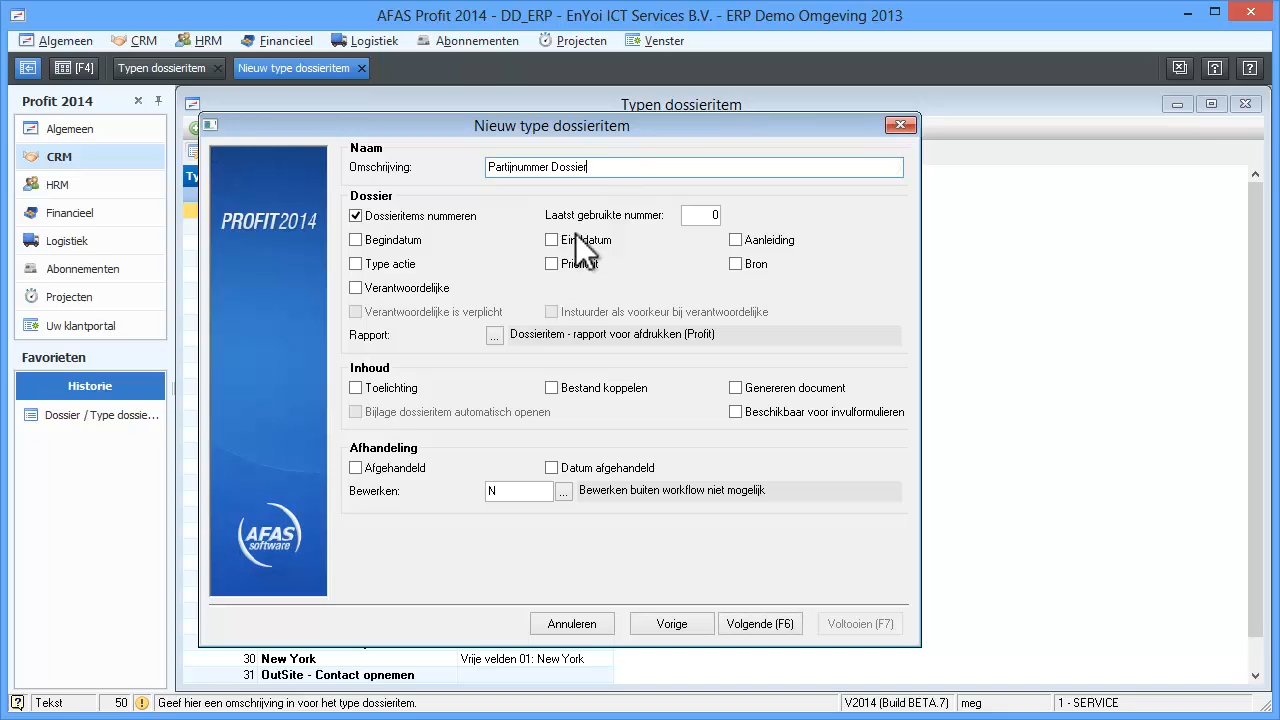 AFAS Profit 2014 - DD_ERP - EnYoi ICT Services B.V. - ERP Demo Omgeving 2013
Algemeen CRM HRM Financieel Logistiek Abonnementen Projecten Venster
[F4] Typen dossieritem Nieuw type dossieritem
Profit 2014
Algemeen
CRM
HRM
Financieel
Logistiek
Abonnementen
Projecten
Uw klantportal
Favorieten
Historie
Dossier / Type dossie...
Typen dossieritem
Nieuw type dossieritem
PROFIT2014
AFAS
software
Naam
Omschrijving: Partijnummer Dossier
Dossier
Dossieritems nummeren Laatst gebruikte nummer: 0
Begindatum Aanleiding
Type actie Bron
Verantwoordelijke
Verantwoordelijke is verplicht Instuurder als voorkeur bij verantwoordelijke
Rapport: ... Dossieritem - rapport voor afdrukken (Profit)
Inhoud
Toelichting Bestand koppelen Genereren document
Bijlage dossieritem automatisch openen Beschikbaar voor invulformulieren
Afhandeling
Afgehandeld Datum afgehandeld
Bewerken: N ... Bewerken buiten workflow niet mogelijk
Annuleren Vorige Volgende (F6) Voltooien (F7)
30 New York Vrije velden 01: New York
31 OutSite - Contact opnemen
Tekst 50 Geef hier een omschrijving in voor het type dossieritem. V2014 (Build BETA.7) meg 1 - SERVICE